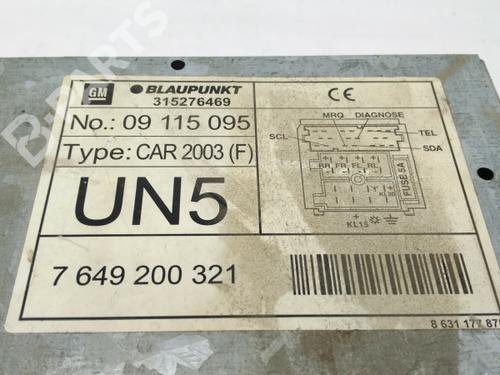 GM BLAUPUNKT
315276469
No.: 09 115 095
Type: CAR 2003 (F)
UN5
7 649 200 321
CE
MRQ DIAGNOSE
SCL TEL
SDA
RR FR FL RL
FUSE 5A
KL30
KL15
8 631 177 87
B-PARTS